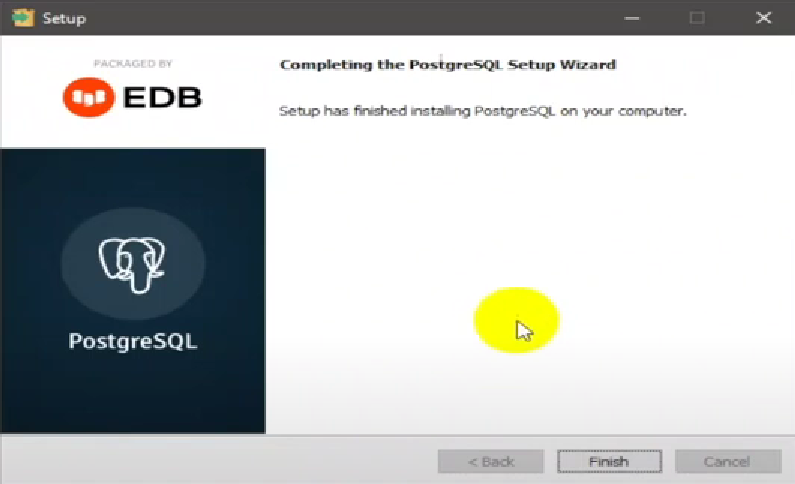 Setup
PACKAGED BY
EDB
Completing the PostgreSQL Setup Wizard
Setup has finished installing PostgreSQL on your computer.
PostgreSQL
< Back
Finish
Cancel